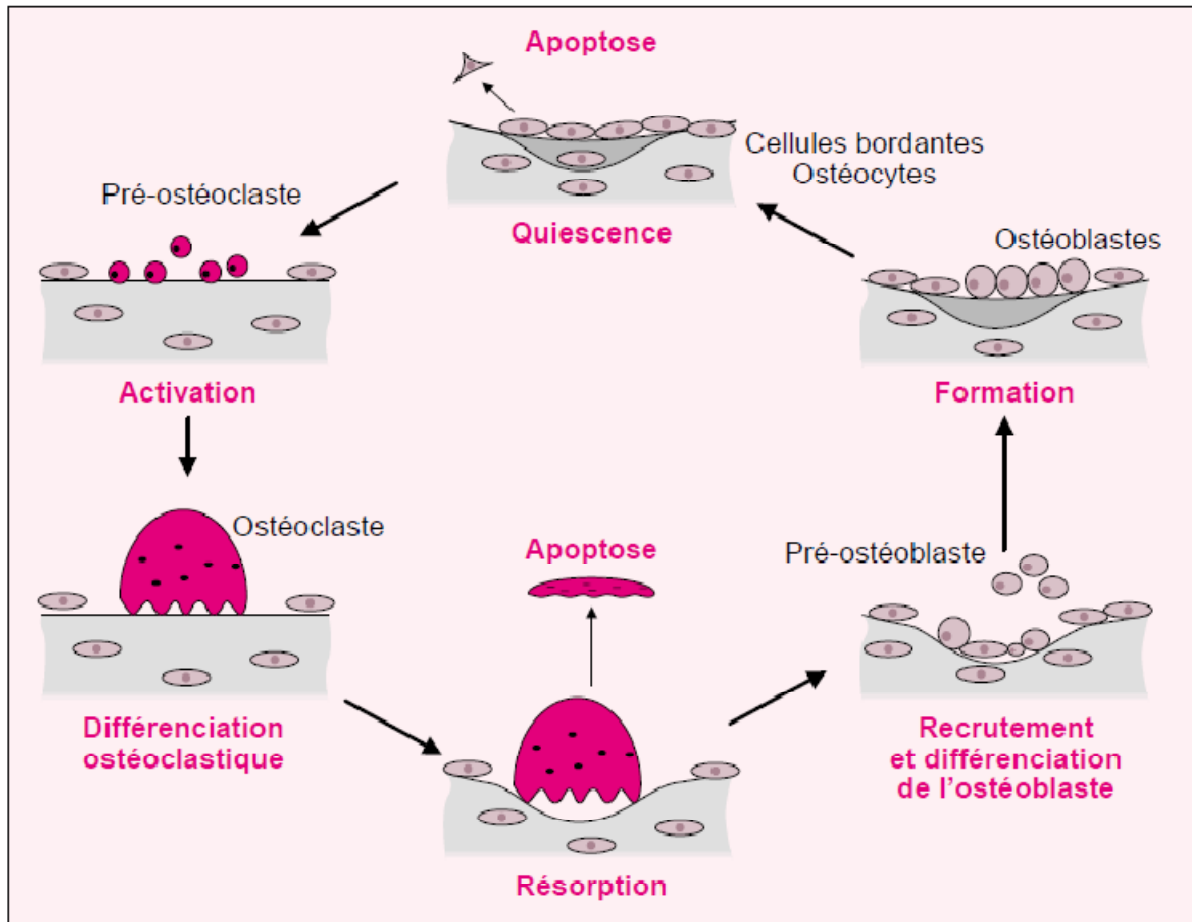 Apoptose
Cellules bordantes
Ostéocytes
Quiescence
Pré-ostéoclaste
Activation
Ostéoclaste
Différenciation
ostéoclastique
Apoptose
Résorption
Pré-ostéoblaste
Recrutement
et différenciation
de l'ostéoblaste
Ostéoblastes
Formation